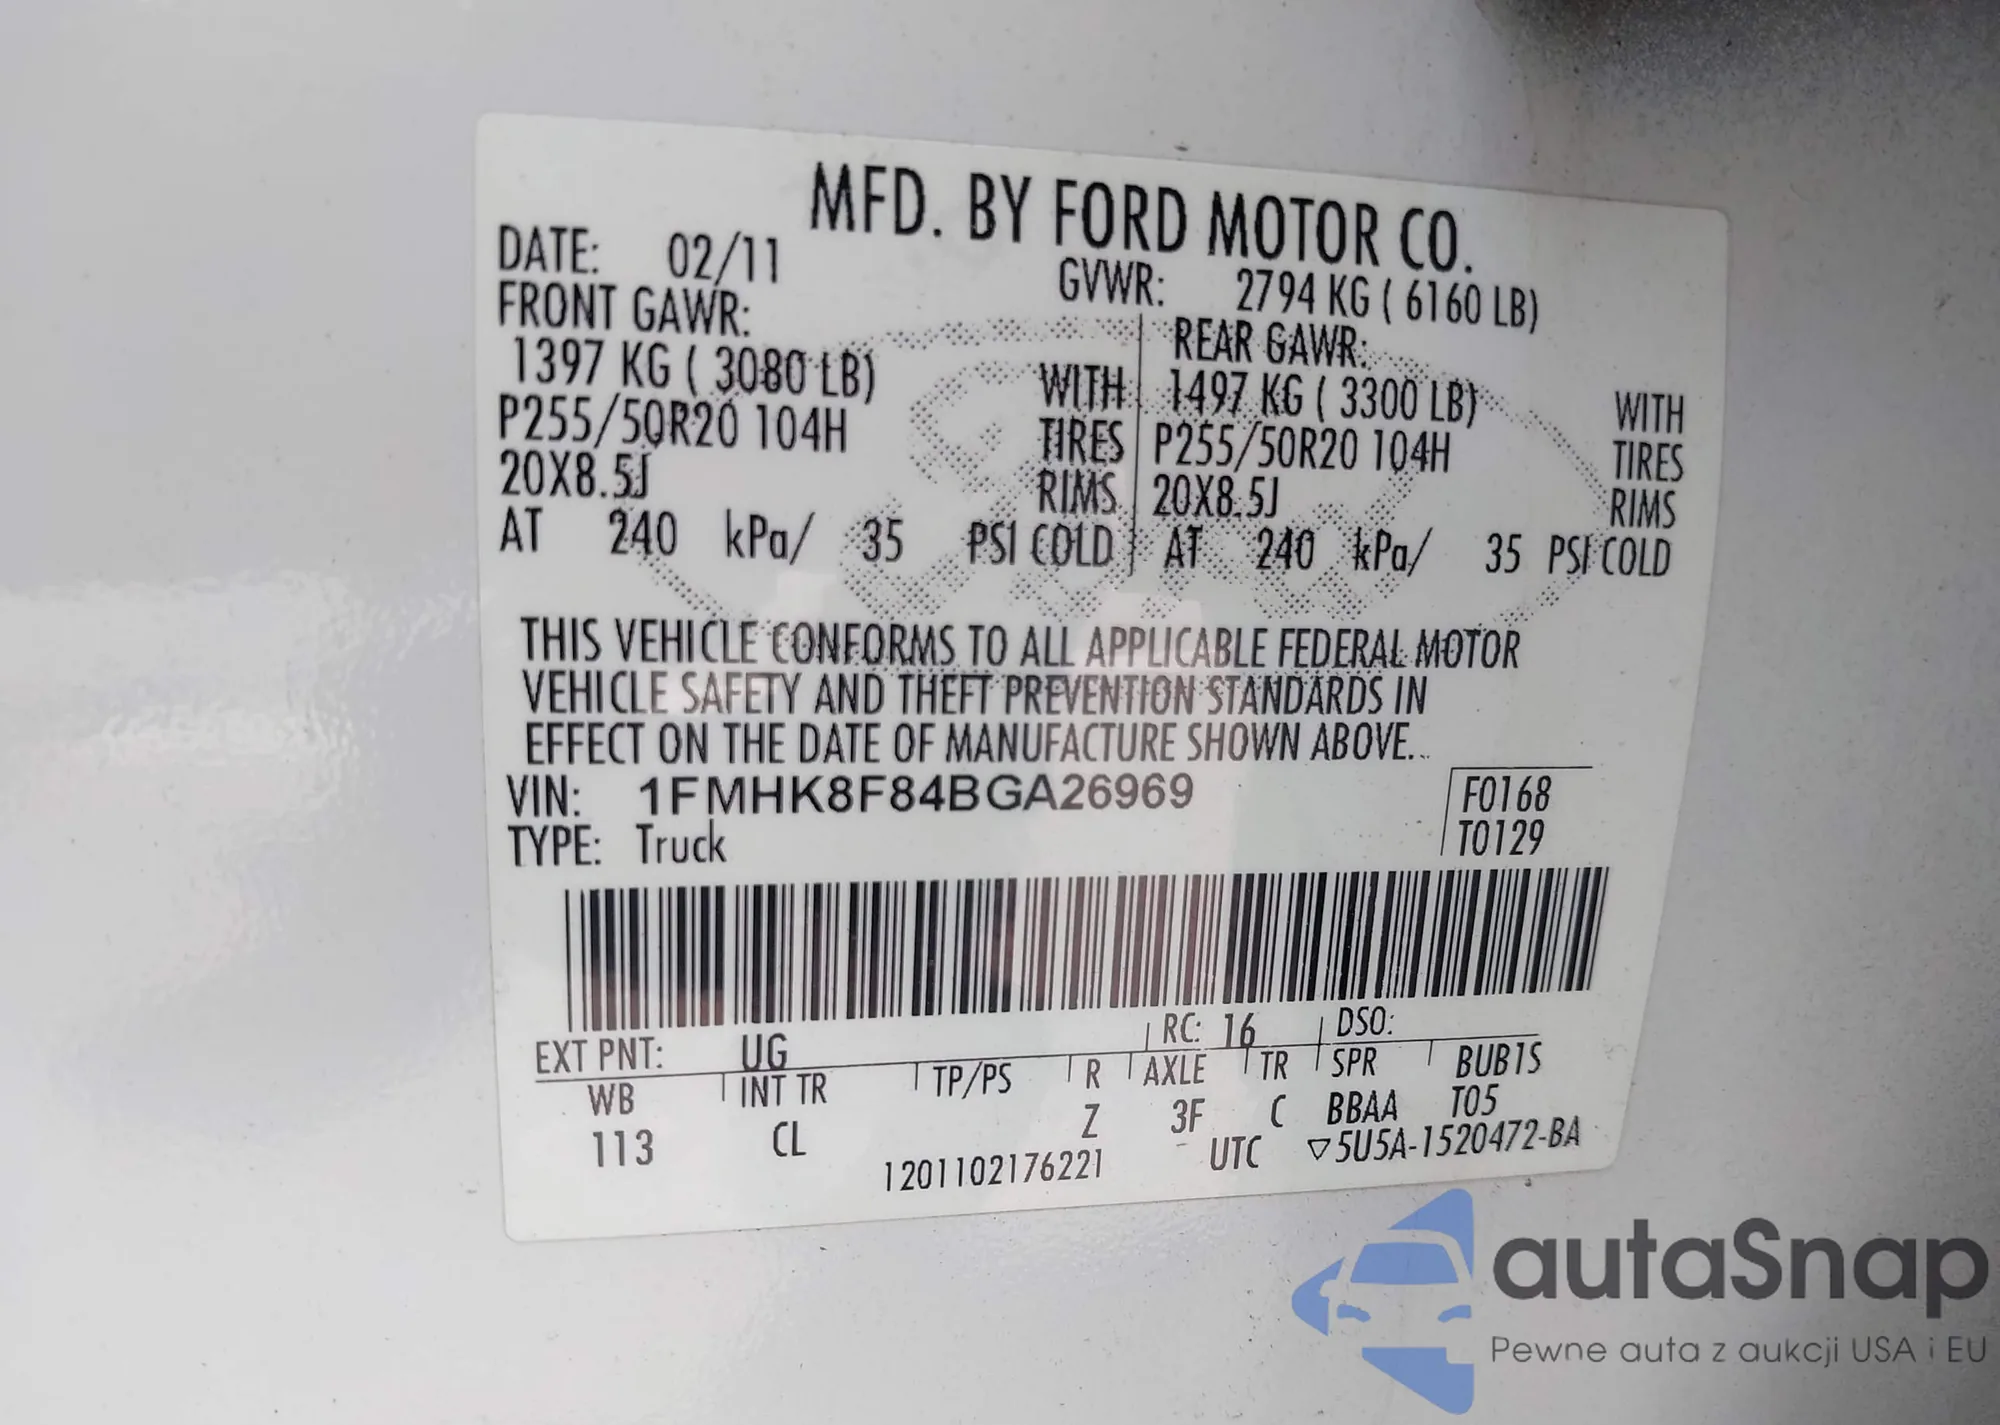 MFD. BY FORD MOTOR CO.
DATE: 02/11 GVWR: 2794 KG ( 6160 LB)
FRONT GAWR: REAR GAWR:
1397 KG ( 3080 LB) WITH 1497 KG ( 3300 LB) WITH
P255/50R20 104H TIRES P255/50R20 104H TIRES
20X8.5J RIMS 20X8.5J RIMS
AT 240 kPa/ 35 PSI COLD AT 240 kPa/ 35 PSI COLD
THIS VEHICLE CONFORMS TO ALL APPLICABLE FEDERAL MOTOR
VEHICLE SAFETY AND THEFT PREVENTION STANDARDS IN
EFFECT ON THE DATE OF MANUFACTURE SHOWN ABOVE..
VIN: 1FMHK8F84BGA26969 F0168
TYPE: Truck T0129
EXT PNT: UG RC: 16 DSO:
WB INT TR TP/PS R AXLE TR SPR BUB1S
113 CL Z 3F C BBAA T05
1201102176221 UTC ▽5U5A-1520472-BA
autaSnap
Pewne auta z aukcji USA i EU